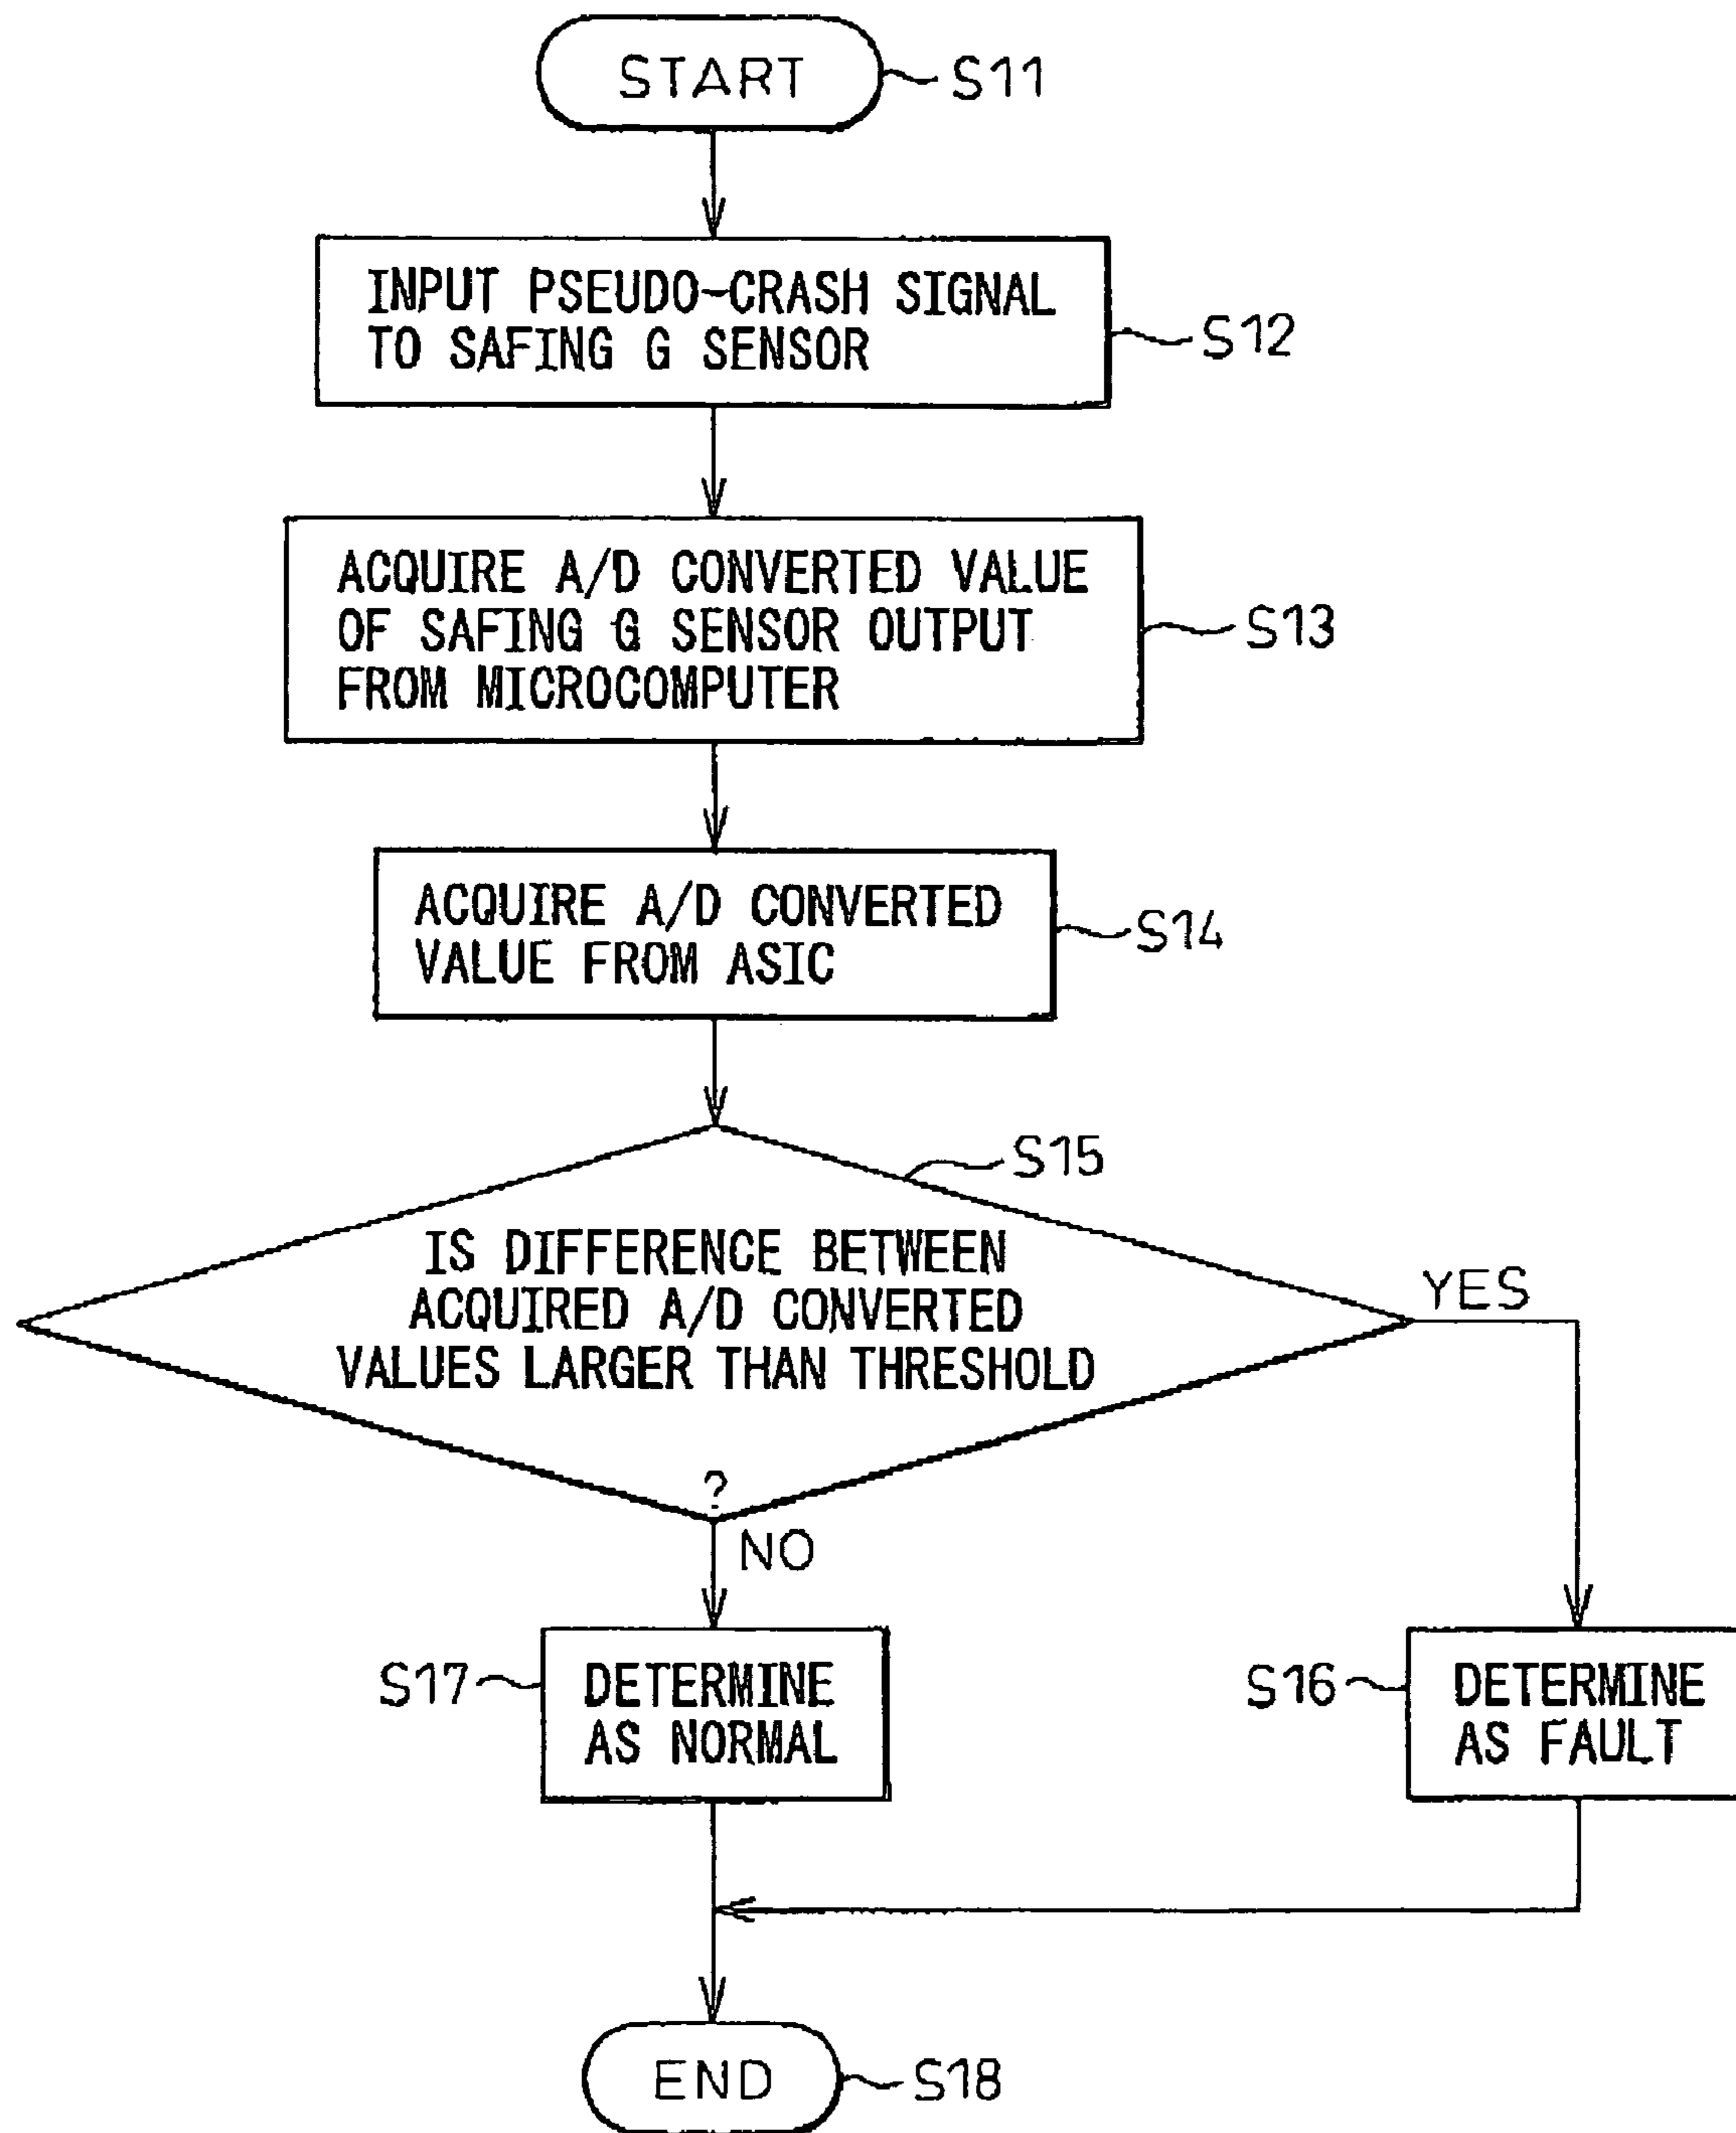 START
S11
INPUT PSEUDO-CRASH SIGNAL
TO SAFING G SENSOR
S12
ACQUIRE A/D CONVERTED VALUE
OF SAFING G SENSOR OUTPUT
FROM MICROCOMPUTER
S13
ACQUIRE A/D CONVERTED
VALUE FROM ASIC
S14
S15
IS DIFFERENCE BETWEEN
ACQUIRED A/D CONVERTED
VALUES LARGER THAN THRESHOLD
?
YES
NO
S17
DETERMINE
AS NORMAL
S16
DETERMINE
AS FAULT
END
S18